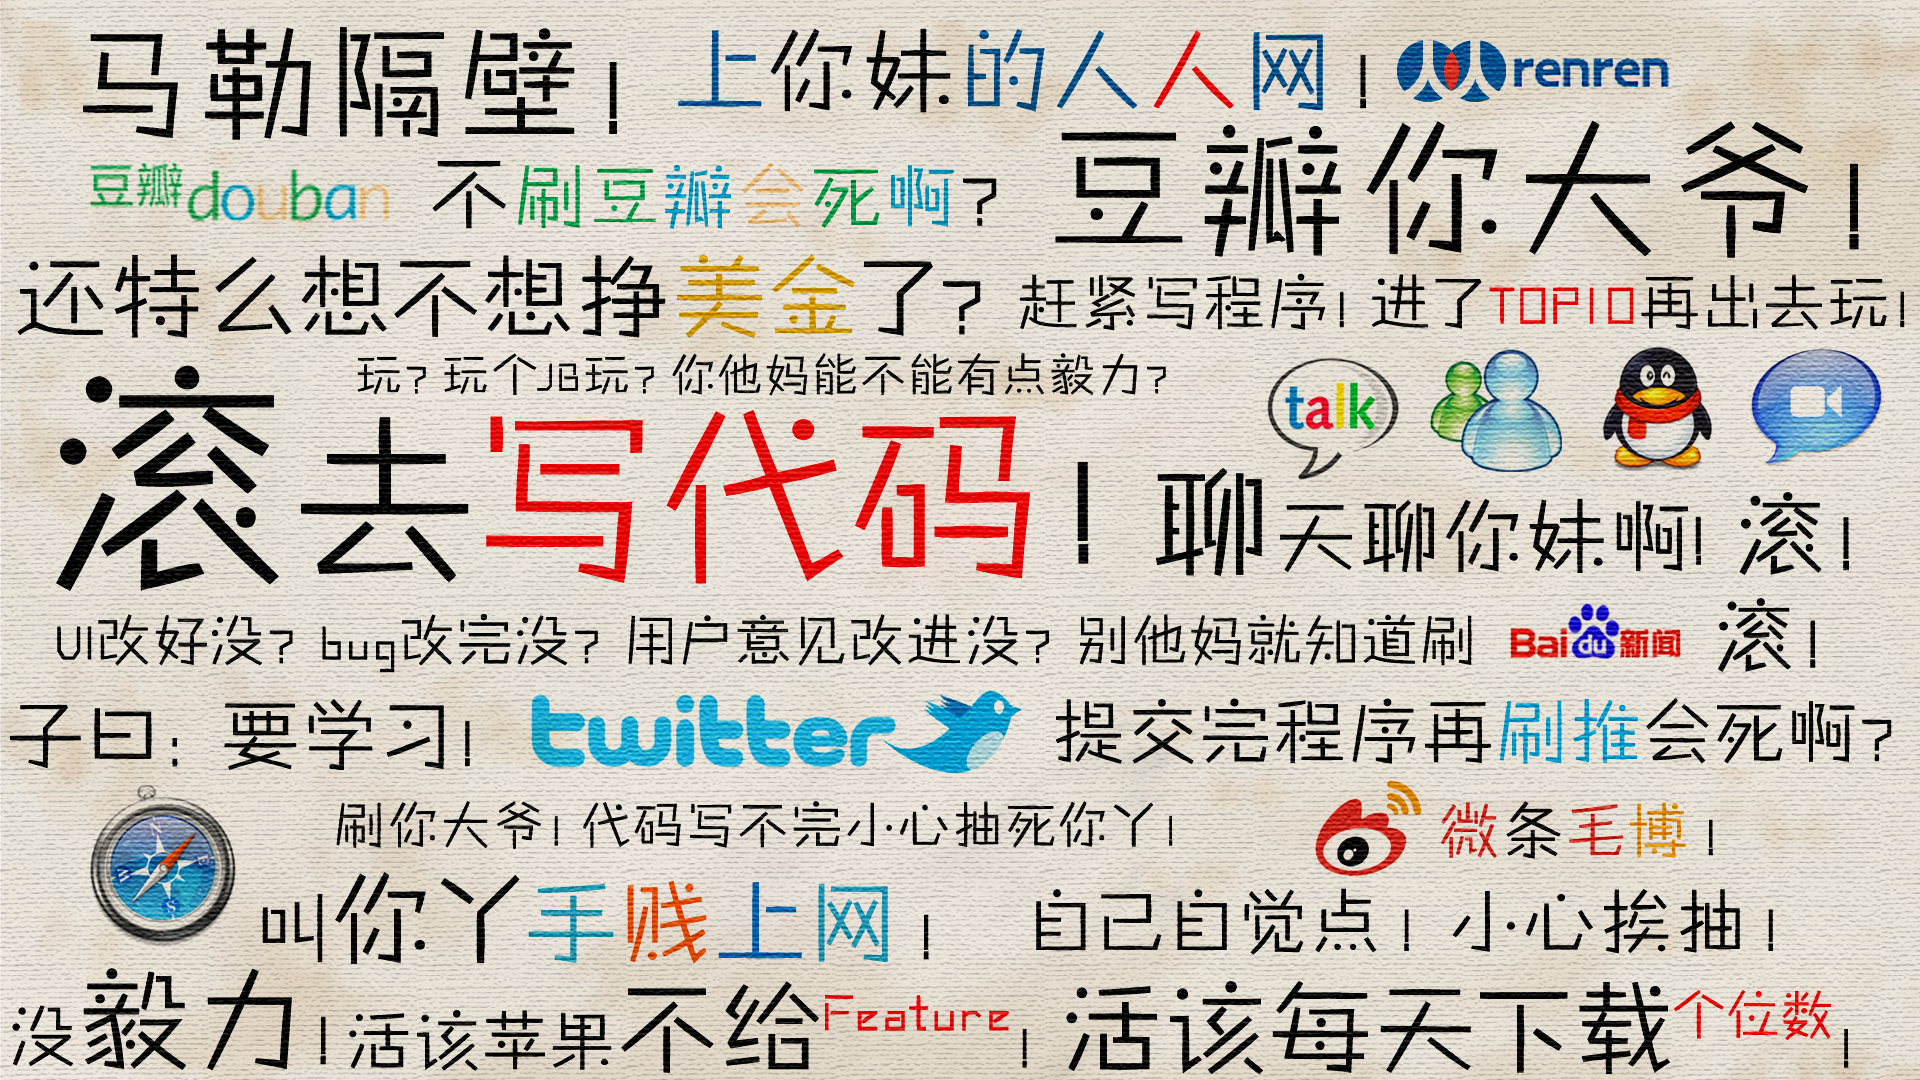 马勒隔壁! 上你妹的人人网! renren
豆瓣douban 不刷豆瓣会死啊? 豆瓣你大爷!
还特么想不想挣美金了? 赶紧写程序! 进了TOP10再出去玩!
玩? 玩个JB玩? 你他妈能不能有点毅力?
talk
滚去写代码! 聊天聊你妹啊! 滚!
UI改好没? bug改完没? 用户意见改进没? 别他妈就知道刷 Baidu新闻 滚!
子曰: 要学习! twitter 提交完程序再刷推会死啊?
刷你大爷! 代码写不完小心抽死你丫! 微条毛博!
N E S W
叫你丫手贱上网! 自己自觉点! 小心挨抽!
没毅力! 活该苹果不给Feature! 活该每天下载个位数!